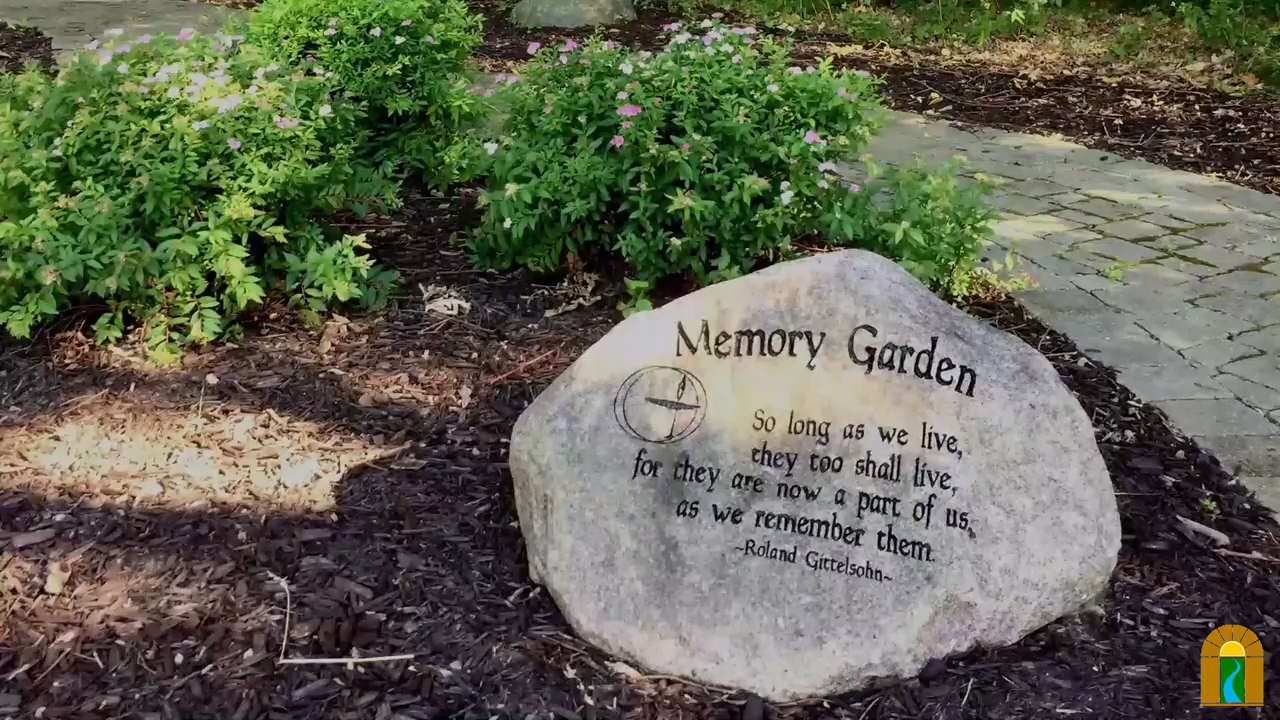 Memory Garden
So long as we live,
they too shall live,
for they are now a part of us,
as we remember them.
~Roland Gittelsohn~